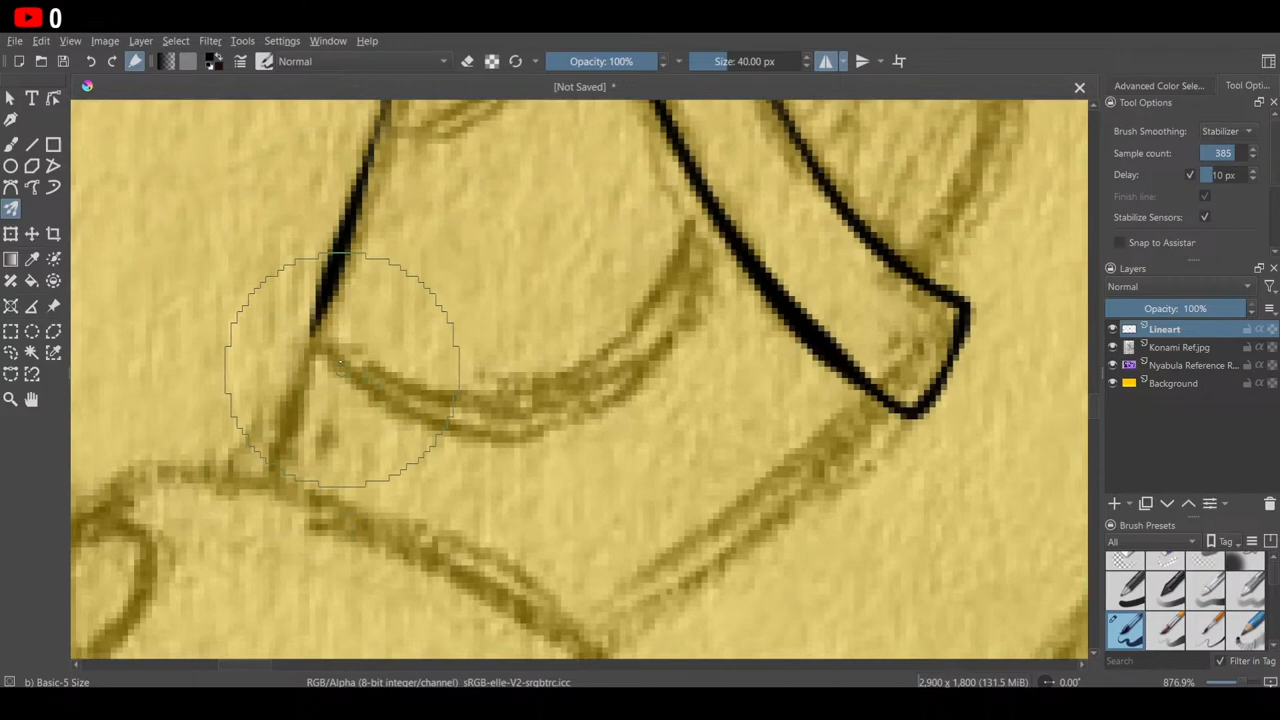 0
File Edit View Image Layer Select Filter Tools Settings Window Help
Normal Opacity: 100% Size: 40.00 px
[Not Saved] *
Advanced Color Sele... Tool Opti...
Tool Options
Brush Smoothing: Stabilizer
Sample count: 385
Delay: 10 px
Finish line:
Stabilize Sensors:
Snap to Assistar
Layers
Normal
Opacity: 100%
Lineart
Konami Ref.jpg
Nyabula Reference R...
Background
Brush Presets
All Tag
Search Filter in Tag
b) Basic-5 Size RGB/Alpha (8-bit integer/channel) sRGB-elle-V2-srgbtrc.icc 2,900 x 1,800 (131.5 MiB) 0.00° 876.9%